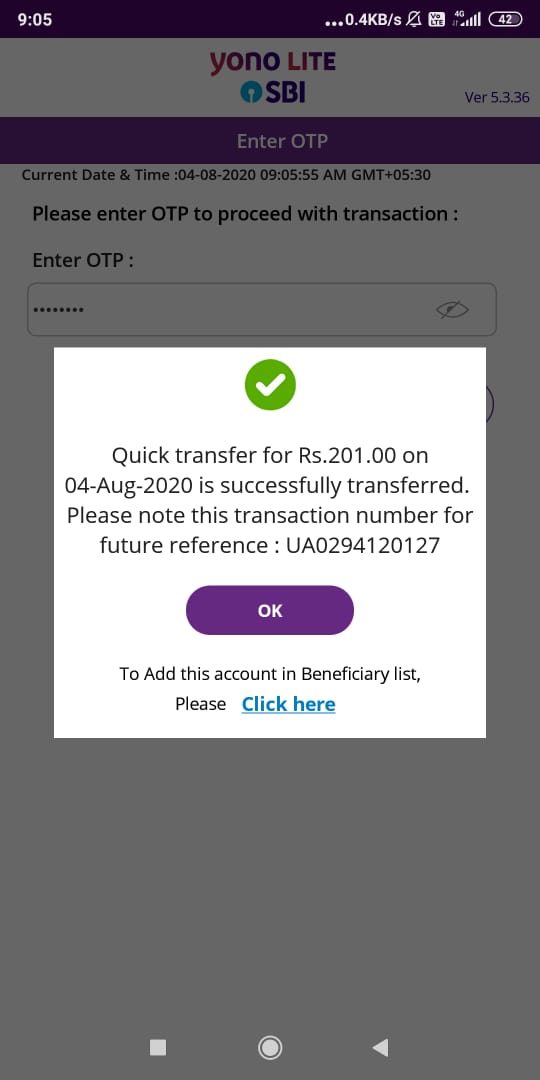 9:05
...0.4KB/s Vo LTE 4G 42
yono LITE
SBI
Ver 5.3.36
Enter OTP
Current Date & Time :04-08-2020 09:05:55 AM GMT+05:30
Please enter OTP to proceed with transaction :
Enter OTP :
••••••••
Quick transfer for Rs.201.00 on
04-Aug-2020 is successfully transferred.
Please note this transaction number for
future reference : UA0294120127
OK
To Add this account in Beneficiary list,
Please Click here